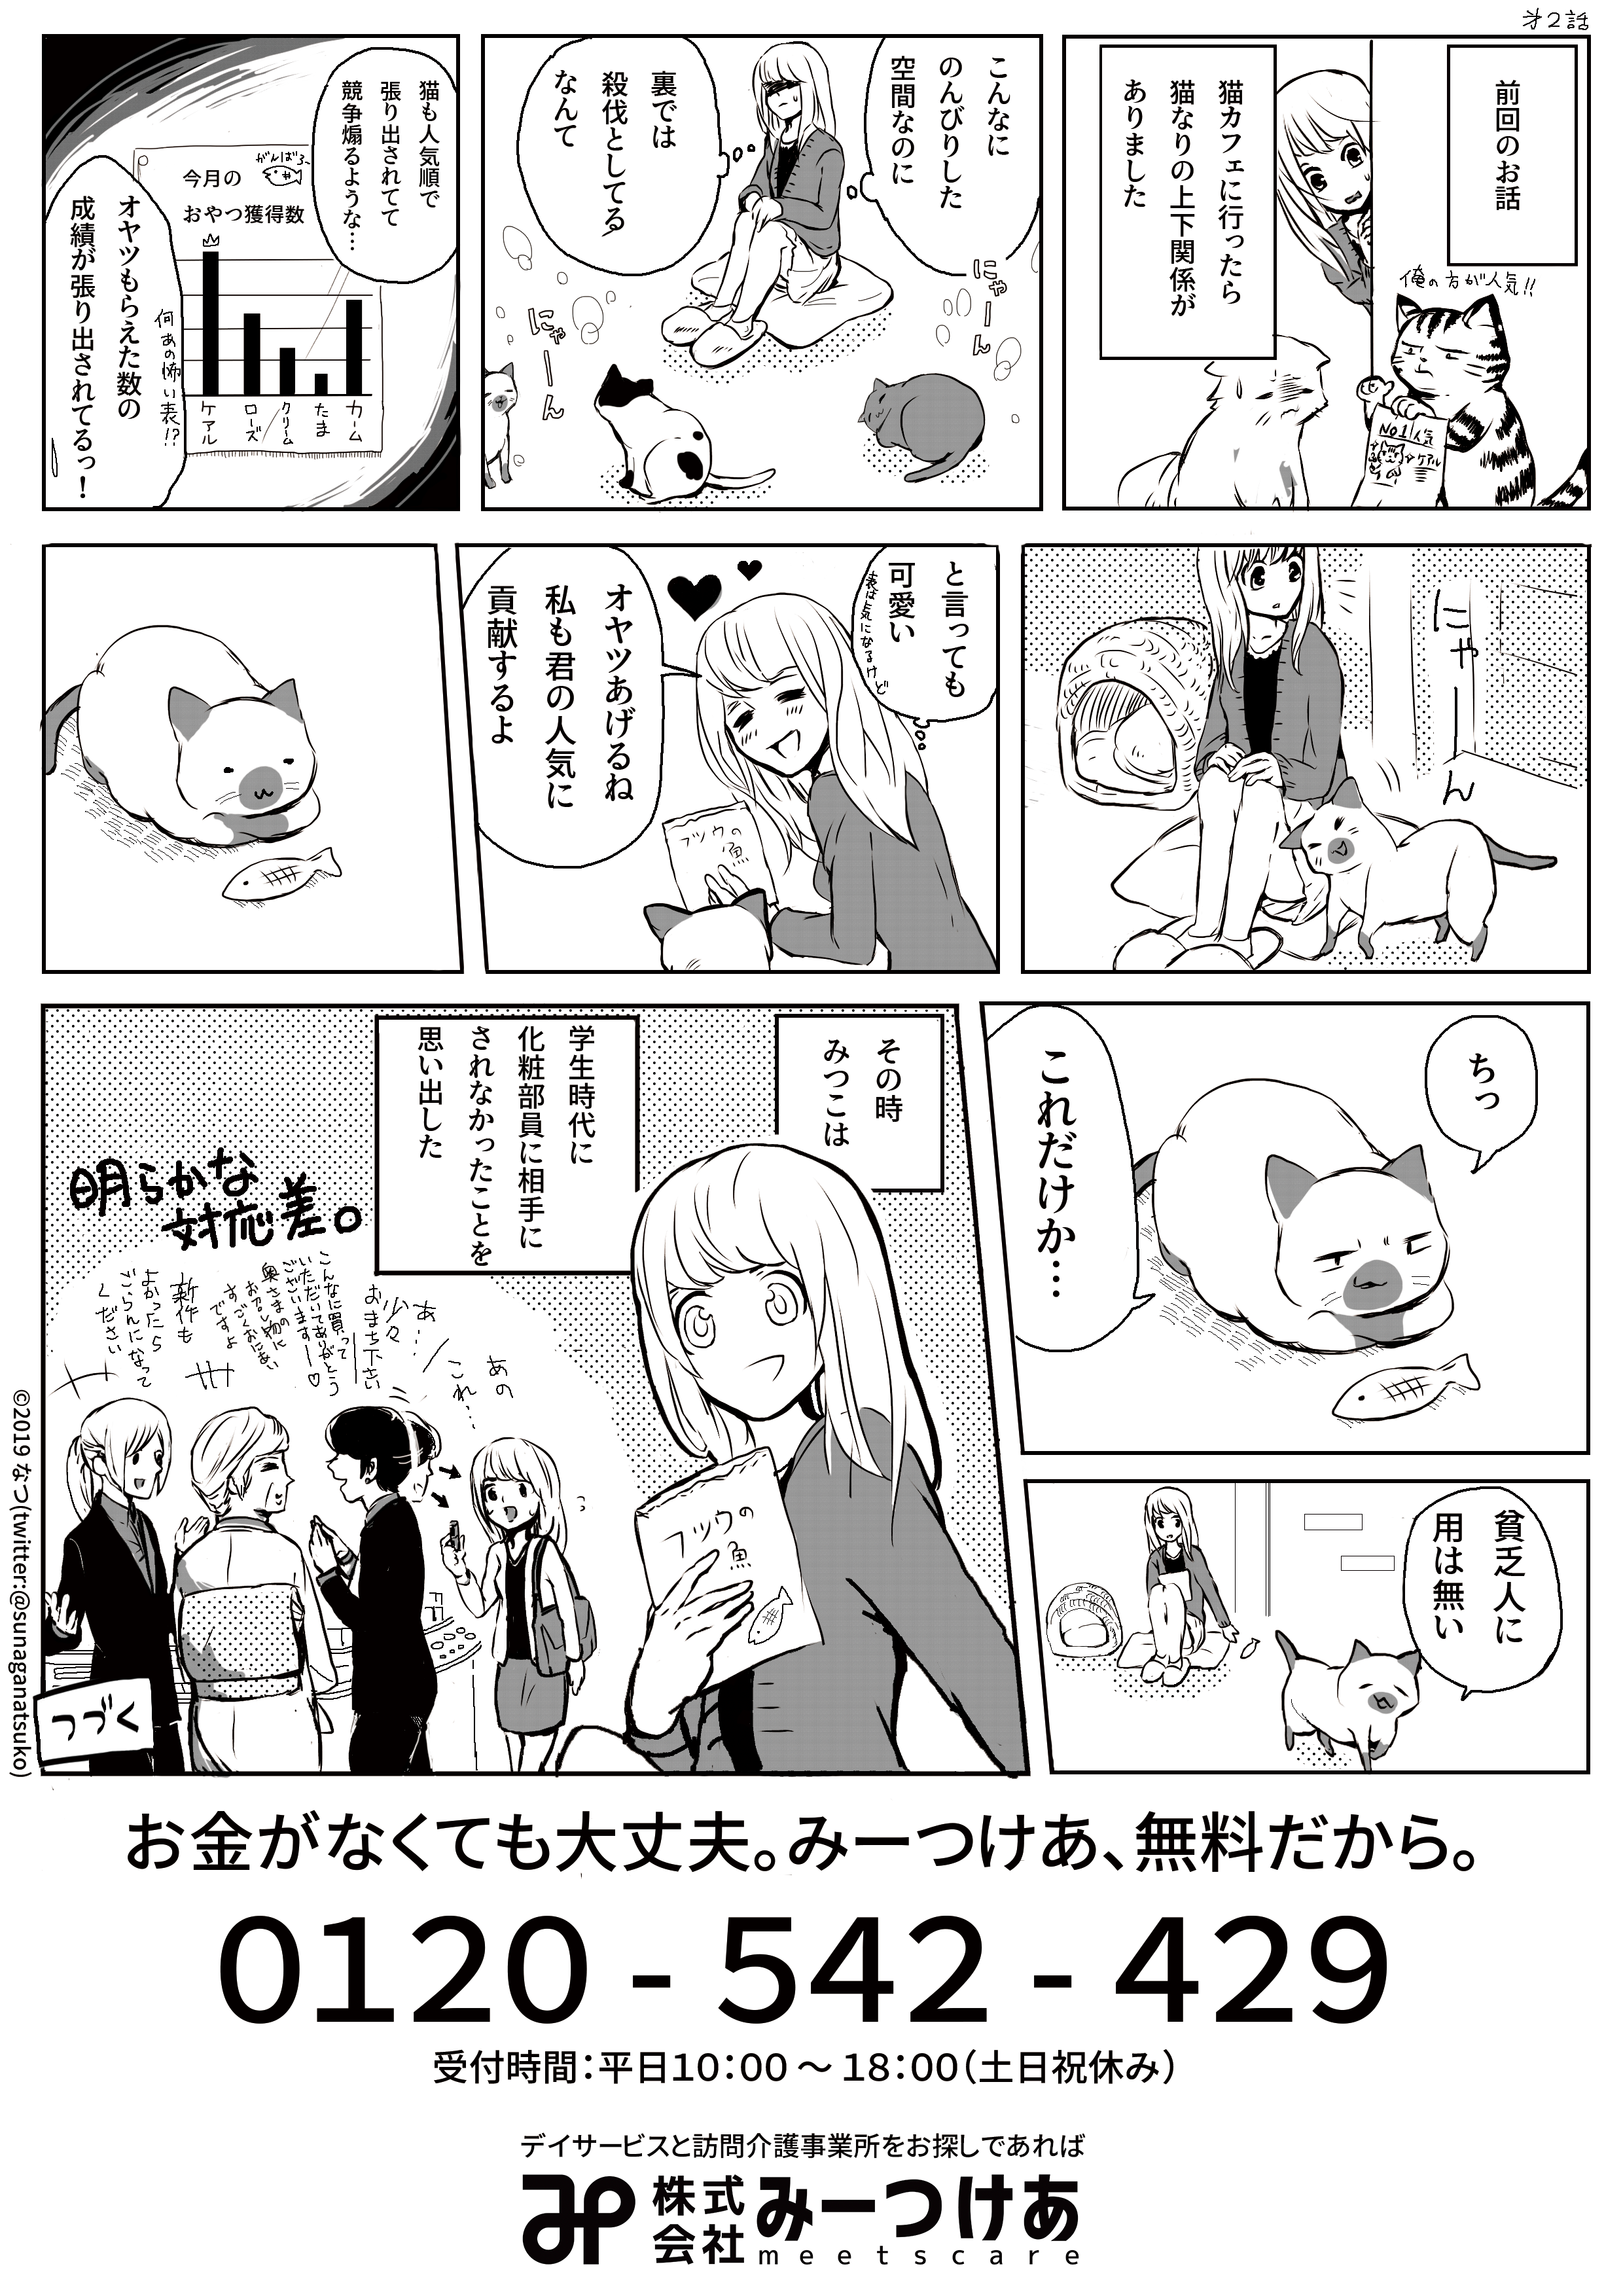 第2話
前回のお話
猫カフェに行ったら
猫なりの上下関係が
ありました
俺の方が人気!!
NO1人気
ケアル
こんなに
のんびりした
空間なのに
裏では
殺伐としてる
なんて
にゃーん
にゃーん
猫も人気順で
張り出されてて
競争煽るような…
がんばろー
今月の
おやつ獲得数
カーム
たま
クリーム
ローズ
ケアル
何あの怖い表!?
オヤツもらえた数の
成績が張り出されてるっ!
にゃーん
と言っても
可愛い
表は気になるけど
オヤツあげるね
私も君の人気に
貢献するよ
フツウの
魚
ちっ
これだけか…
貧乏人に
用は無い
その時
みつこは
学生時代に
化粧部員に相手に
されなかったことを
思い出した
フツウの
魚
明らかな
対応差。
あの
これ…
あ…
少々
おまち下さい
こんなに買って
いただいてありがとう
ございますー♡
奥さまの
お召し物に
すごくおにあい
ですよ
新作も
よかったら
ごらんになって
ください
つづく
©2019 なつ(twitter:@sunaganatsuko)
お金がなくても大丈夫。みーつけあ、無料だから。
0120 - 542 - 429
受付時間：平日10：00 ～ 18：00（土日祝休み）
デイサービスと訪問介護事業所をお探しであれば
株式会社みーつけあ
meetscare